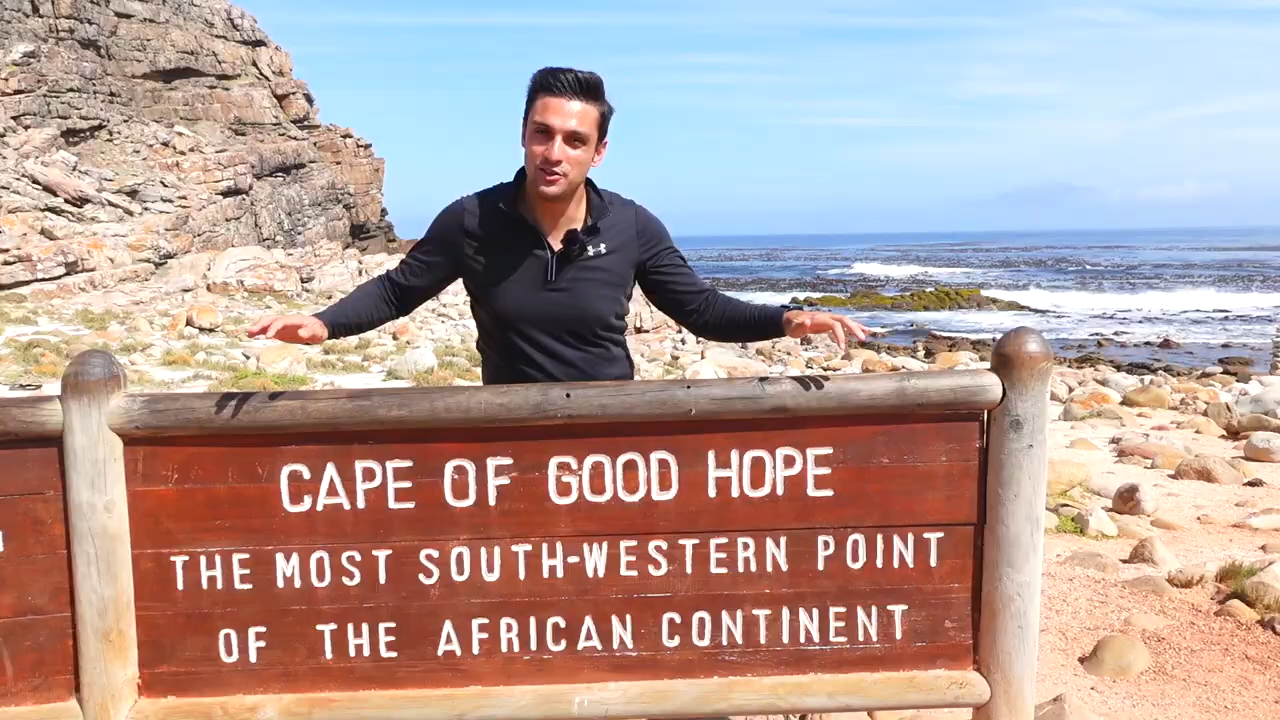 CAPE OF GOOD HOPE
THE MOST SOUTH-WESTERN POINT
OF THE AFRICAN CONTINENT